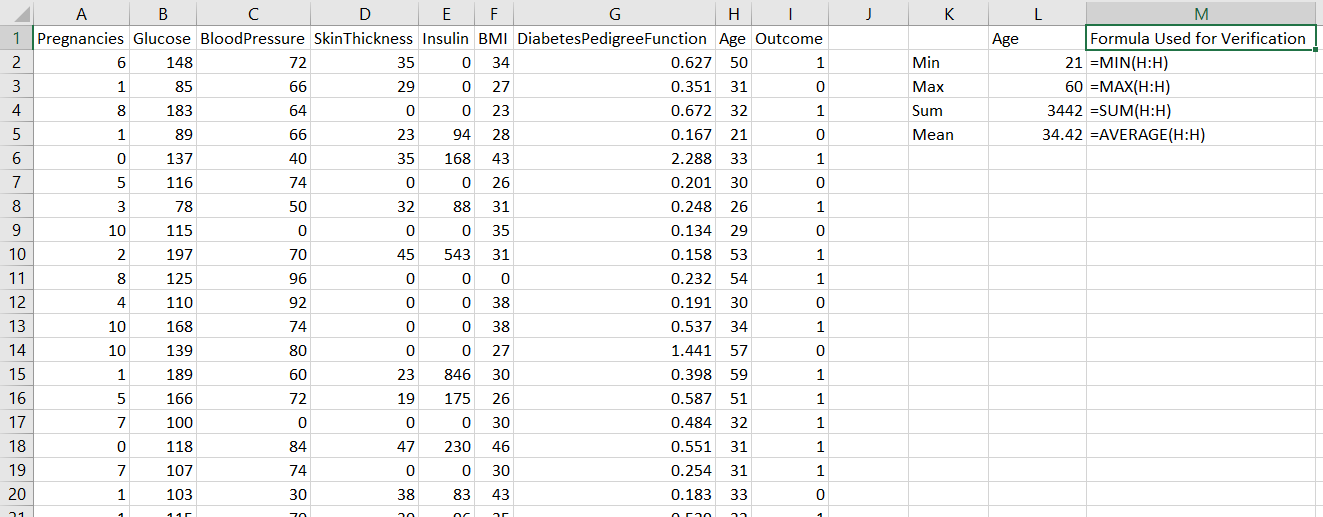 A B C D E F G H I J K L M
1 Pregnancies Glucose BloodPressure SkinThickness Insulin BMI DiabetesPedigreeFunction Age Outcome Age Formula Used for Verification
2 6 148 72 35 0 34 0.627 50 1 Min 21 =MIN(H:H)
3 1 85 66 29 0 27 0.351 31 0 Max 60 =MAX(H:H)
4 8 183 64 0 0 23 0.672 32 1 Sum 3442 =SUM(H:H)
5 1 89 66 23 94 28 0.167 21 0 Mean 34.42 =AVERAGE(H:H)
6 0 137 40 35 168 43 2.288 33 1
7 5 116 74 0 0 26 0.201 30 0
8 3 78 50 32 88 31 0.248 26 1
9 10 115 0 0 0 35 0.134 29 0
10 2 197 70 45 543 31 0.158 53 1
11 8 125 96 0 0 0 0.232 54 1
12 4 110 92 0 0 38 0.191 30 0
13 10 168 74 0 0 38 0.537 34 1
14 10 139 80 0 0 27 1.441 57 0
15 1 189 60 23 846 30 0.398 59 1
16 5 166 72 19 175 26 0.587 51 1
17 7 100 0 0 0 30 0.484 32 1
18 0 118 84 47 230 46 0.551 31 1
19 7 107 74 0 0 30 0.254 31 1
20 1 103 30 38 83 43 0.183 33 0